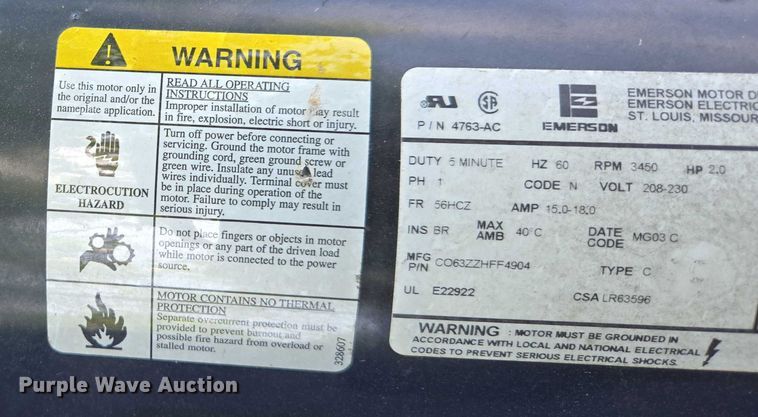 WARNING
Use this motor only in
the original and/or the
nameplate application.
READ ALL OPERATING
INSTRUCTIONS
Improper installation of motor may result
in fire, explosion, electric short or injury.
ELECTROCUTION
HAZARD
Turn off power before connecting or
servicing. Ground the motor frame with
grounding cord, green ground screw or
green wire. Insulate any unused lead
wires individually. Terminal cover must
be in place during operation of the
motor. Failure to comply may result in
serious injury.
Do not place fingers or objects in motor
openings or any part of the driven load
while motor is connected to the power
source.
MOTOR CONTAINS NO THERMAL
PROTECTION
Separate overcurrent protection must be
provided to prevent burnout and
possible fire hazard from overload or
stalled motor.
328607
P/N 4763-AC
EMERSON
EMERSON MOTOR D
EMERSON ELECTRIC
ST. LOUIS, MISSOUR
DUTY 5 MINUTE HZ 60 RPM 3450 HP 2.0
PH 1 CODE N VOLT 208-230
FR 56HCZ AMP 15.0-18.0
INS BR MAX AMB 40 C DATE CODE MG03 C
MFG P/N CO63ZZHFF4904 TYPE C
UL E22922 CSA LR63596
WARNING : MOTOR MUST BE GROUNDED IN
ACCORDANCE WITH LOCAL AND NATIONAL ELECTRICAL
CODES TO PREVENT SERIOUS ELECTRICAL SHOCKS.
Purple Wave Auction